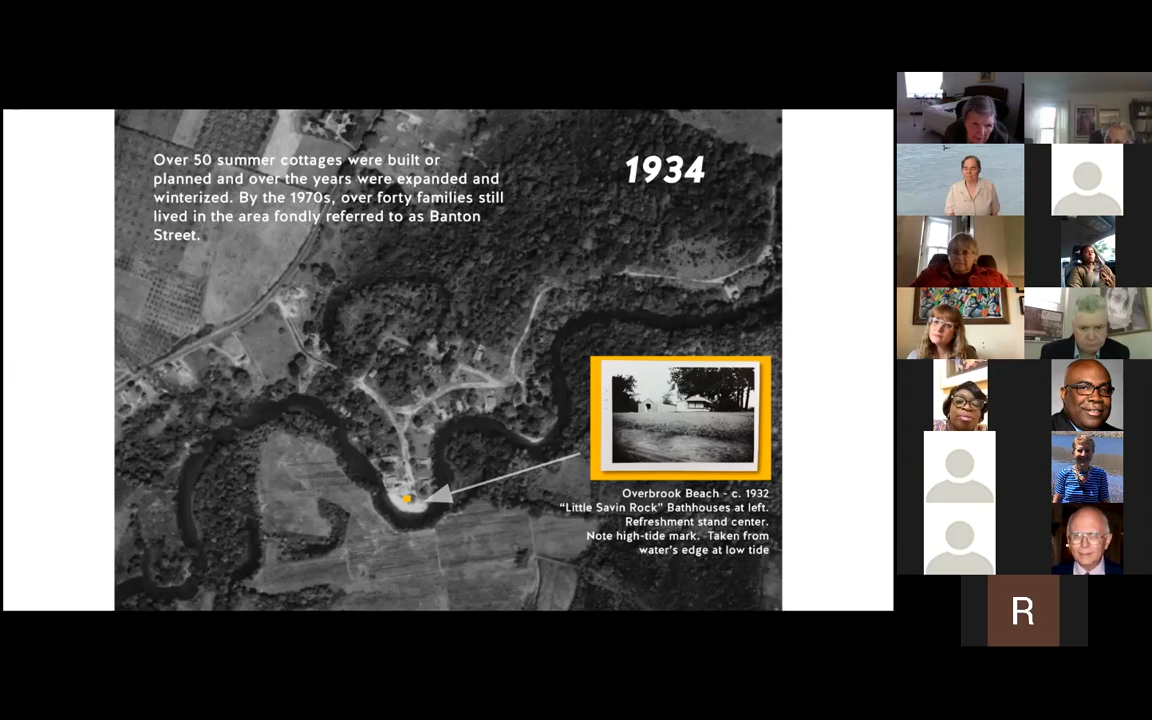 Over 50 summer cottages were built or
planned and over the years were expanded and
winterized. By the 1970s, over forty families still
lived in the area fondly referred to as Banton
Street.
1934
Overbrook Beach - c. 1932
"Little Savin Rock" Bathhouses at left.
Refreshment stand center.
Note high-tide mark. Taken from
water's edge at low tide
R